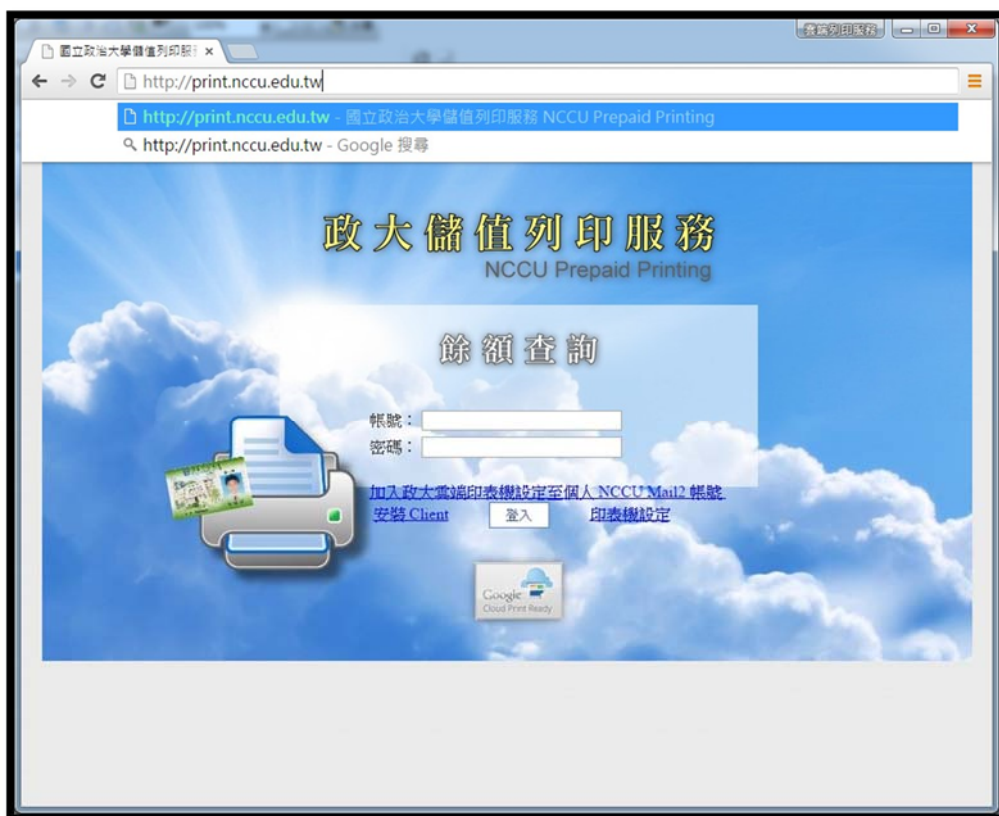 雲端列印服務
國立政治大學儲值列印服
http://print.nccu.edu.tw
http://print.nccu.edu.tw - 國立政治大學儲值列印服務 NCCU Prepaid Printing
http://print.nccu.edu.tw - Google 搜尋
政大儲值列印服務
NCCU Prepaid Printing
餘額查詢
帳號：
密碼：
加入政大雲端印表機設定至個人 NCCU Mail2 帳號
安裝 Client 登入 印表機設定
Google
Cloud Print Ready